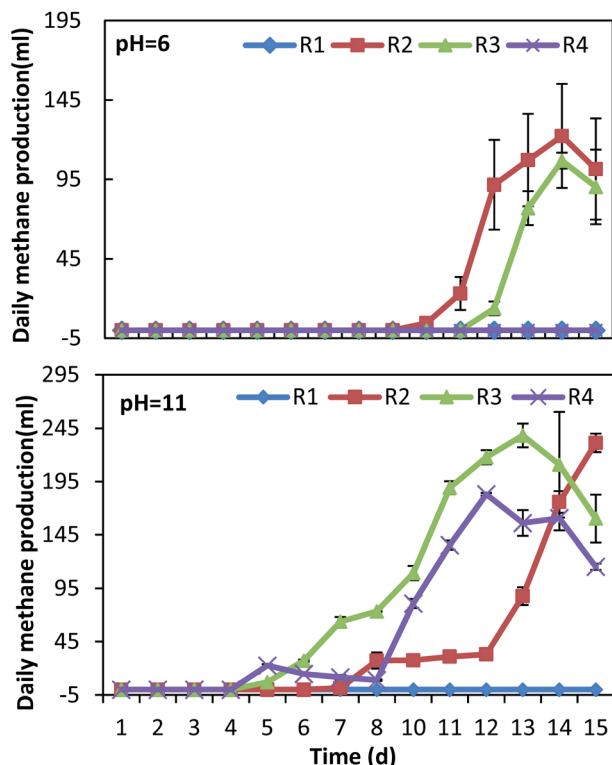 Daily methane production(ml)
195
145
95
45
-5
pH=6
R1 R2 R3 R4
Daily methane production(ml)
295
245
195
145
95
45
-5
pH=11
R1 R2 R3 R4
1 2 3 4 5 6 7 8 10 11 12 13 14 15
Time (d)